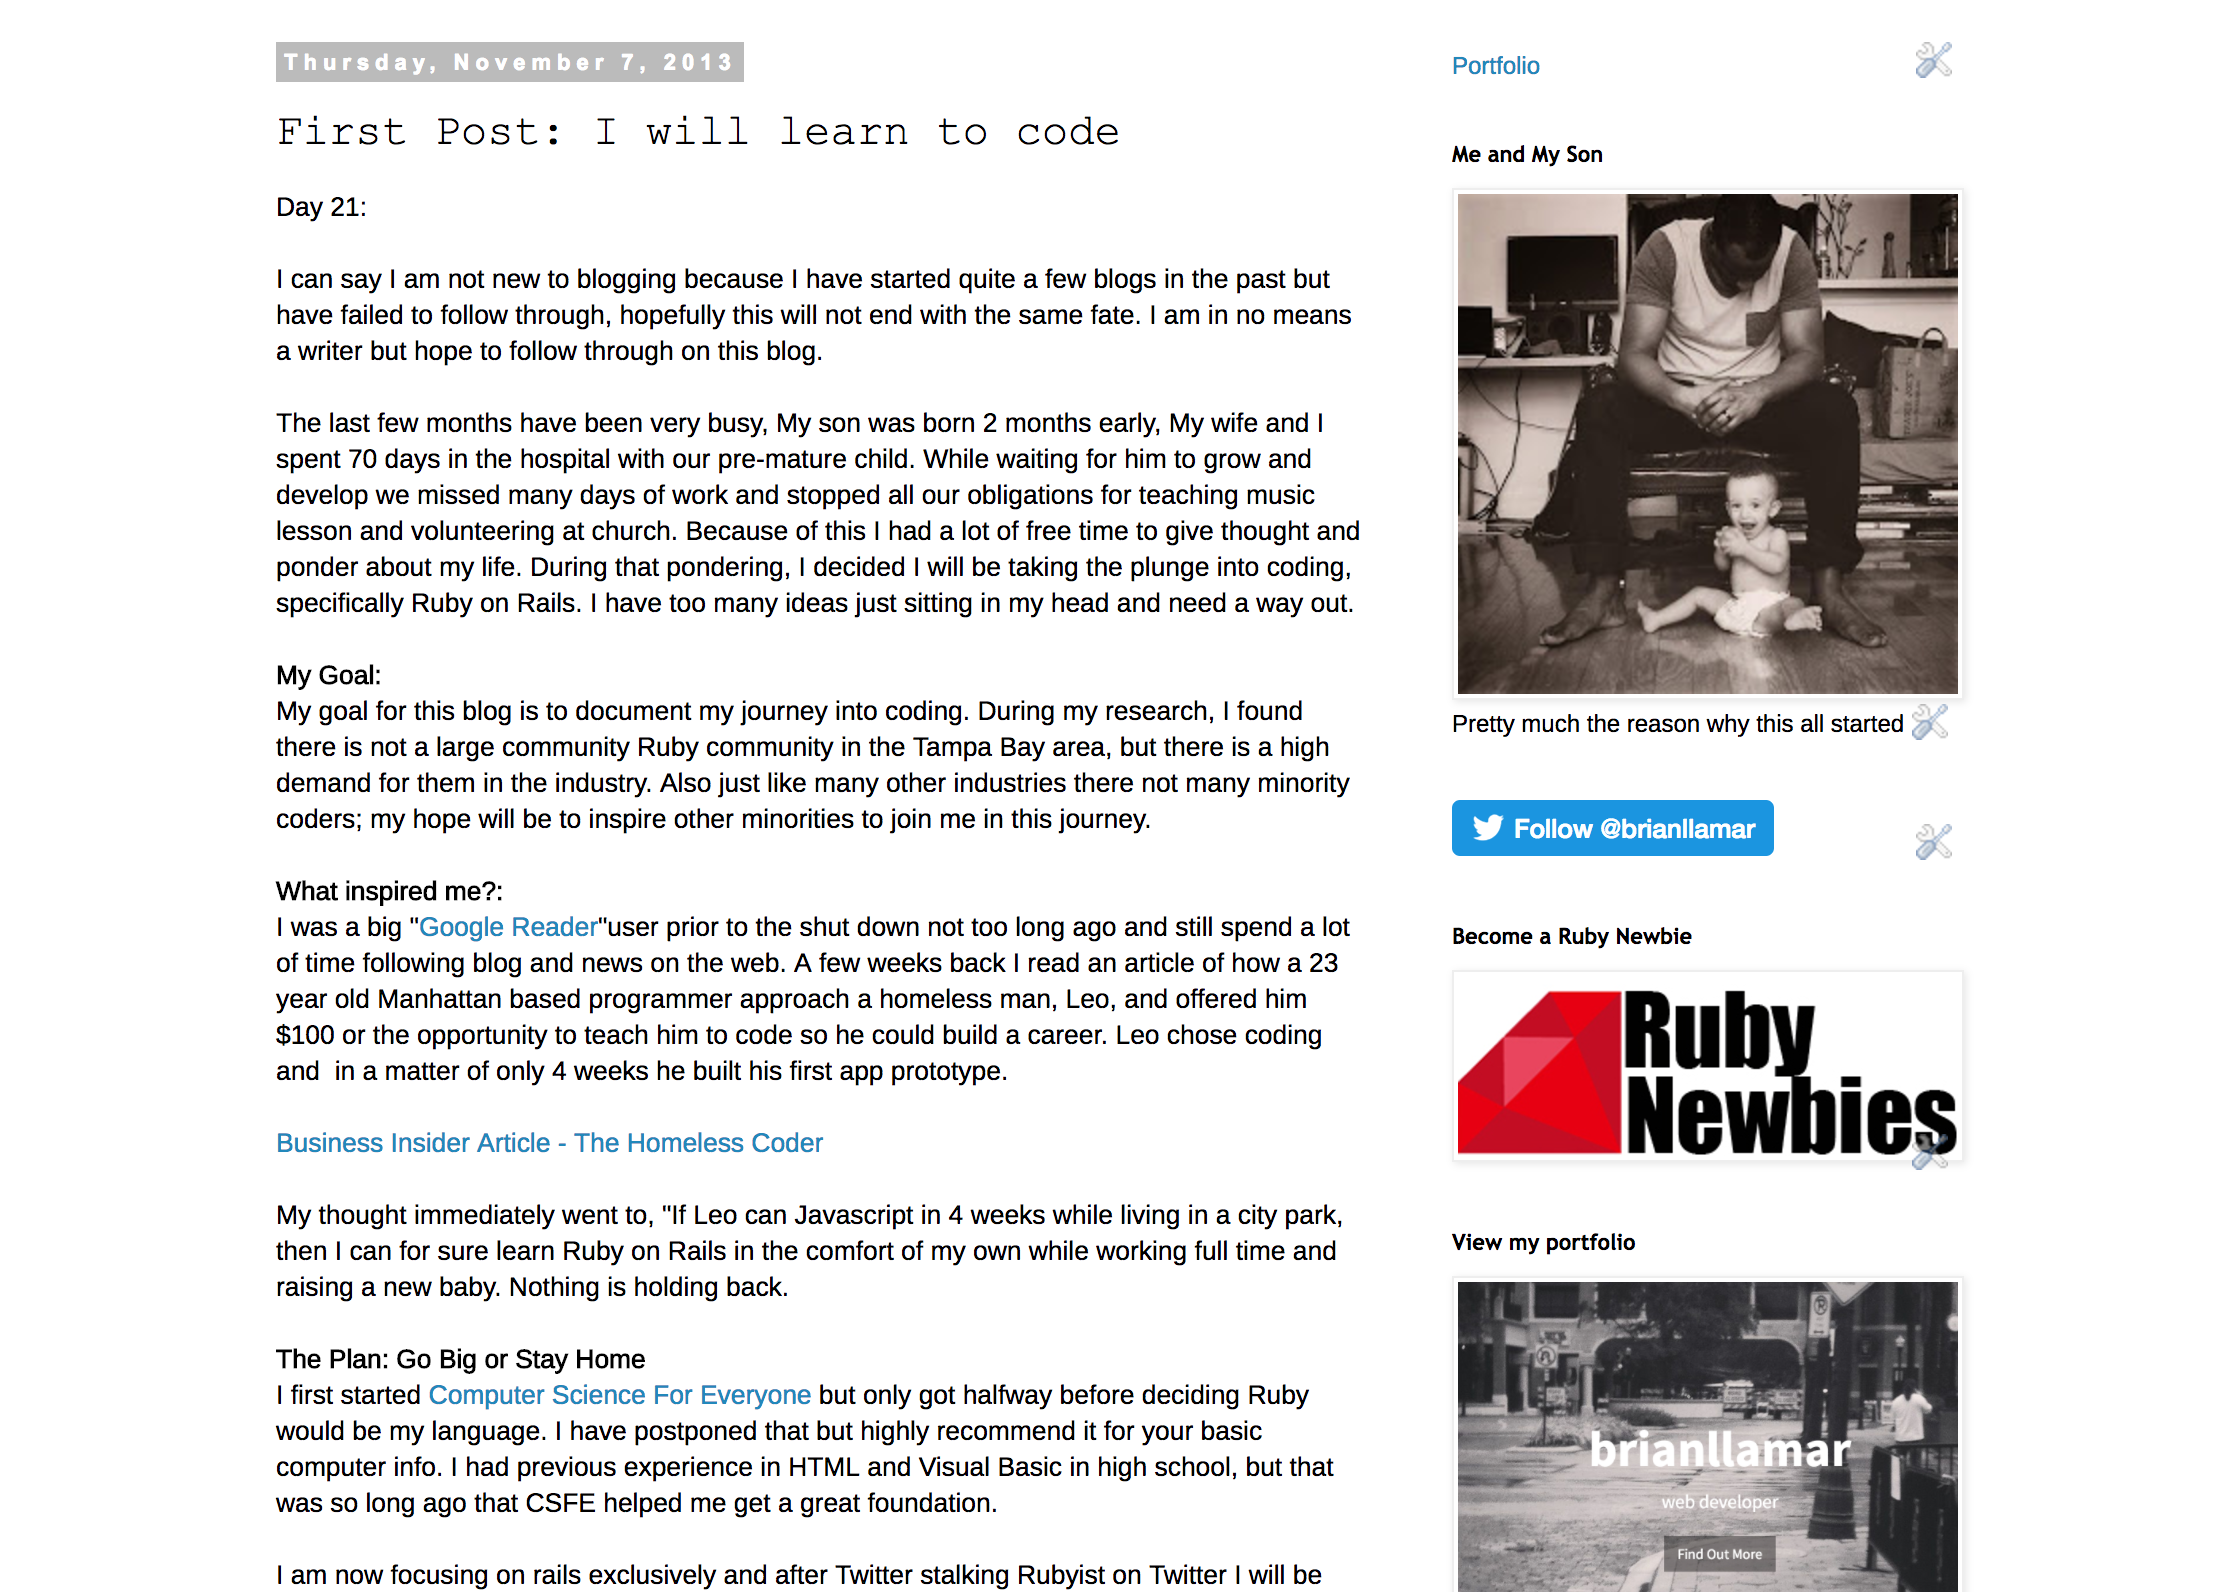 Thursday, November 7, 2013
First Post: I will learn to code
Day 21:
I can say I am not new to blogging because I have started quite a few blogs in the past but
have failed to follow through, hopefully this will not end with the same fate. I am in no means
a writer but hope to follow through on this blog.
The last few months have been very busy, My son was born 2 months early, My wife and I
spent 70 days in the hospital with our pre-mature child. While waiting for him to grow and
develop we missed many days of work and stopped all our obligations for teaching music
lesson and volunteering at church. Because of this I had a lot of free time to give thought and
ponder about my life. During that pondering, I decided I will be taking the plunge into coding,
specifically Ruby on Rails. I have too many ideas just sitting in my head and need a way out.
My Goal:
My goal for this blog is to document my journey into coding. During my research, I found
there is not a large community Ruby community in the Tampa Bay area, but there is a high
demand for them in the industry. Also just like many other industries there not many minority
coders; my hope will be to inspire other minorities to join me in this journey.
What inspired me?:
I was a big "Google Reader"user prior to the shut down not too long ago and still spend a lot
of time following blog and news on the web. A few weeks back I read an article of how a 23
year old Manhattan based programmer approach a homeless man, Leo, and offered him
$100 or the opportunity to teach him to code so he could build a career. Leo chose coding
and  in a matter of only 4 weeks he built his first app prototype.
Business Insider Article - The Homeless Coder
My thought immediately went to, "If Leo can Javascript in 4 weeks while living in a city park,
then I can for sure learn Ruby on Rails in the comfort of my own while working full time and
raising a new baby. Nothing is holding back.
The Plan: Go Big or Stay Home
I first started Computer Science For Everyone but only got halfway before deciding Ruby
would be my language. I have postponed that but highly recommend it for your basic
computer info. I had previous experience in HTML and Visual Basic in high school, but that
was so long ago that CSFE helped me get a great foundation.
I am now focusing on rails exclusively and after Twitter stalking Rubyist on Twitter I will be
Portfolio
Me and My Son
Pretty much the reason why this all started
Follow @brianllamar
Become a Ruby Newbie
Ruby
Newbies
View my portfolio
brianllamar
web developer
Find Out More